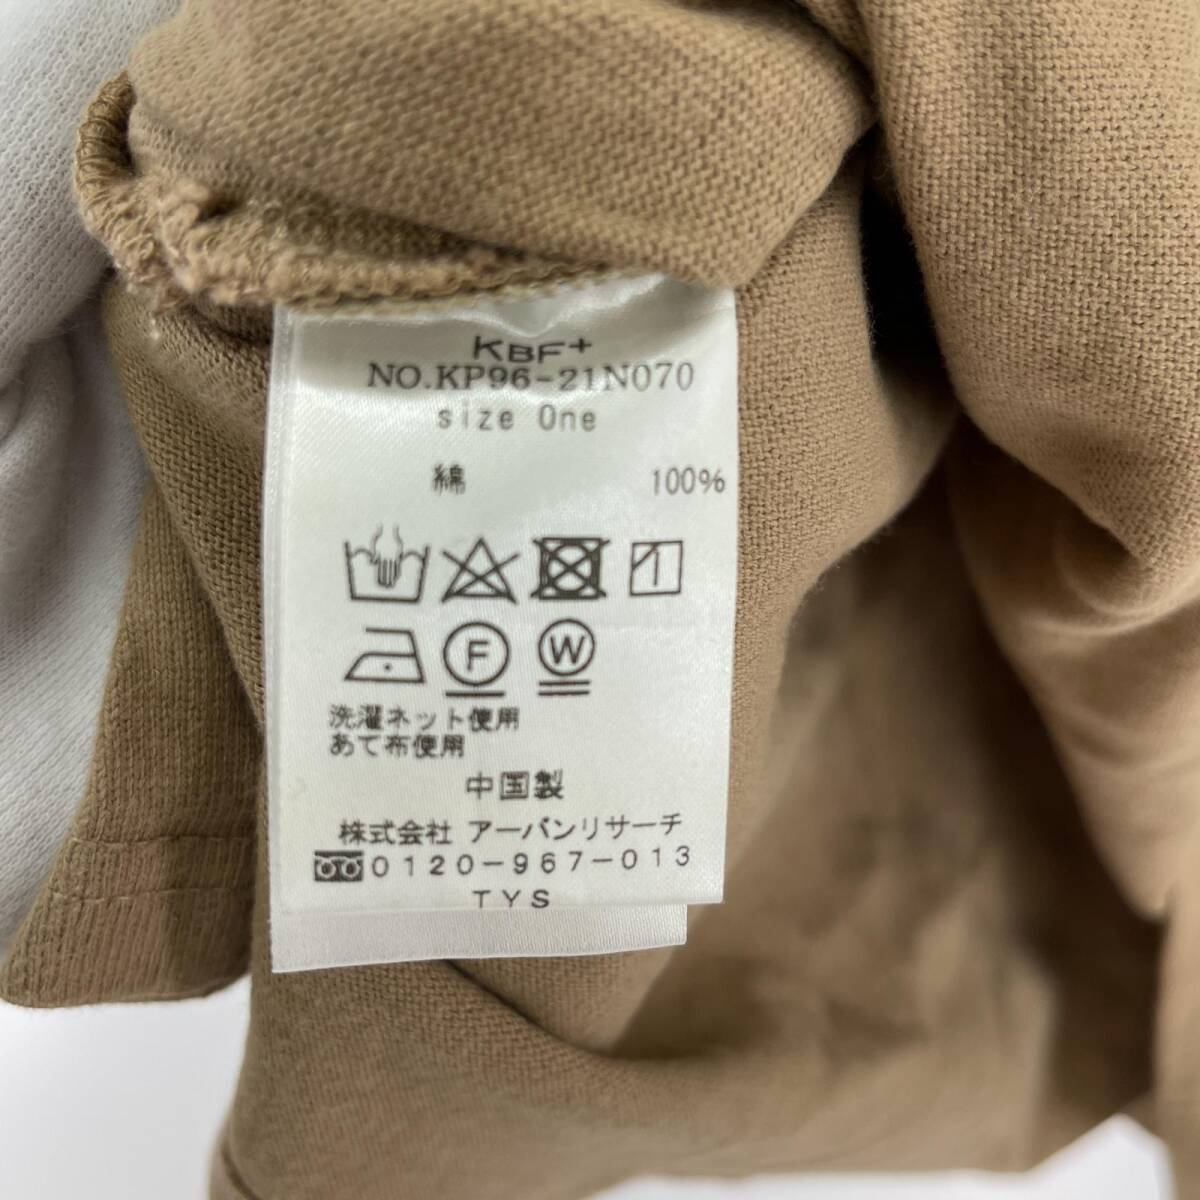 KBF+
NO.KP96-21N070
size One
綿 100%
F W
洗濯ネット使用
あて布使用
中国製
株式会社 アーバンリサーチ
0120-967-013
TYS